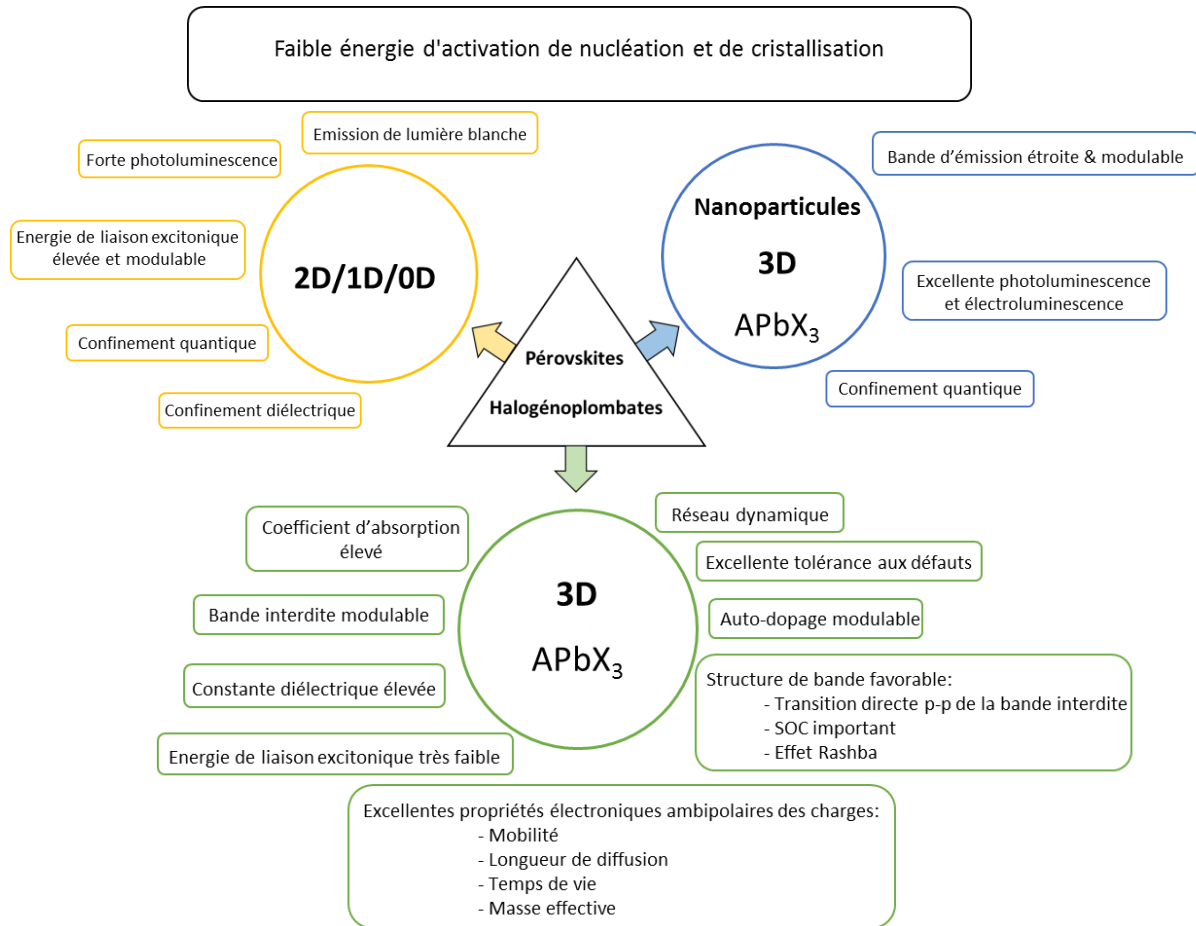 Faible énergie d'activation de nucléation et de cristallisation
Emission de lumière blanche
Forte photoluminescence
Energie de liaison excitonique
élevée et modulable
Confinement quantique
Confinement diélectrique
2D/1D/0D
Bande d’émission étroite & modulable
Nanoparticules
3D
APbX₃
Excellente photoluminescence
et électroluminescence
Confinement quantique
Pérovskites
Halogénoplombates
Coefficient d’absorption
élevé
Bande interdite modulable
Constante diélectrique élevée
Energie de liaison excitonique très faible
3D
APbX₃
Réseau dynamique
Excellente tolérance aux défauts
Auto-dopage modulable
Structure de bande favorable:
- Transition directe p-p de la bande interdite
- SOC important
- Effet Rashba
Excellentes propriétés électroniques ambipolaires des charges:
- Mobilité
- Longueur de diffusion
- Temps de vie
- Masse effective